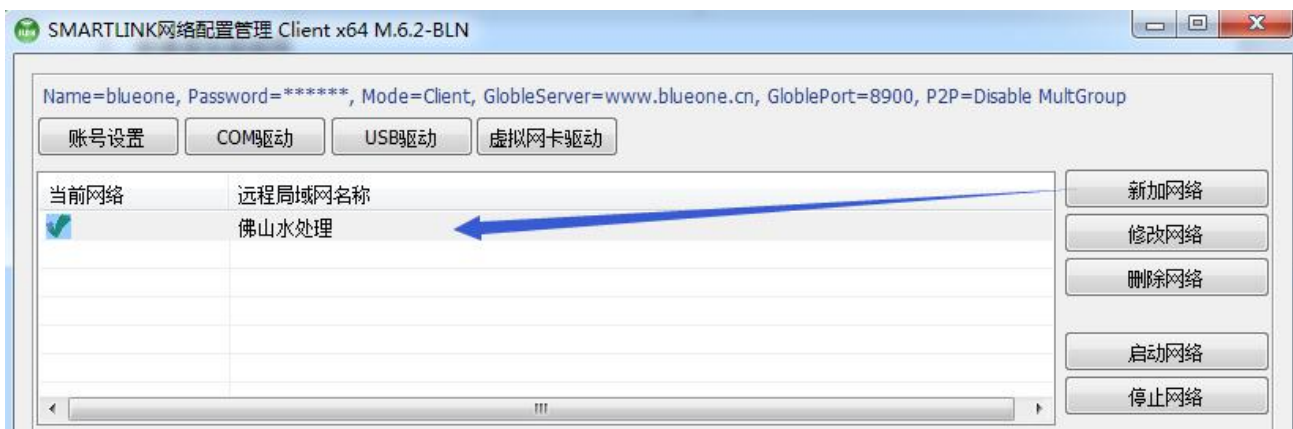 SMARTLINK网络配置管理 Client x64 M.6.2-BLN
Name=blueone, Password=******, Mode=Client, GlobleServer=www.blueone.cn, GloblePort=8900, P2P=Disable MultGroup
账号设置 COM驱动 USB驱动 虚拟网卡驱动
当前网络 远程局域网名称 新加网络
佛山水处理 修改网络
删除网络
启动网络
停止网络